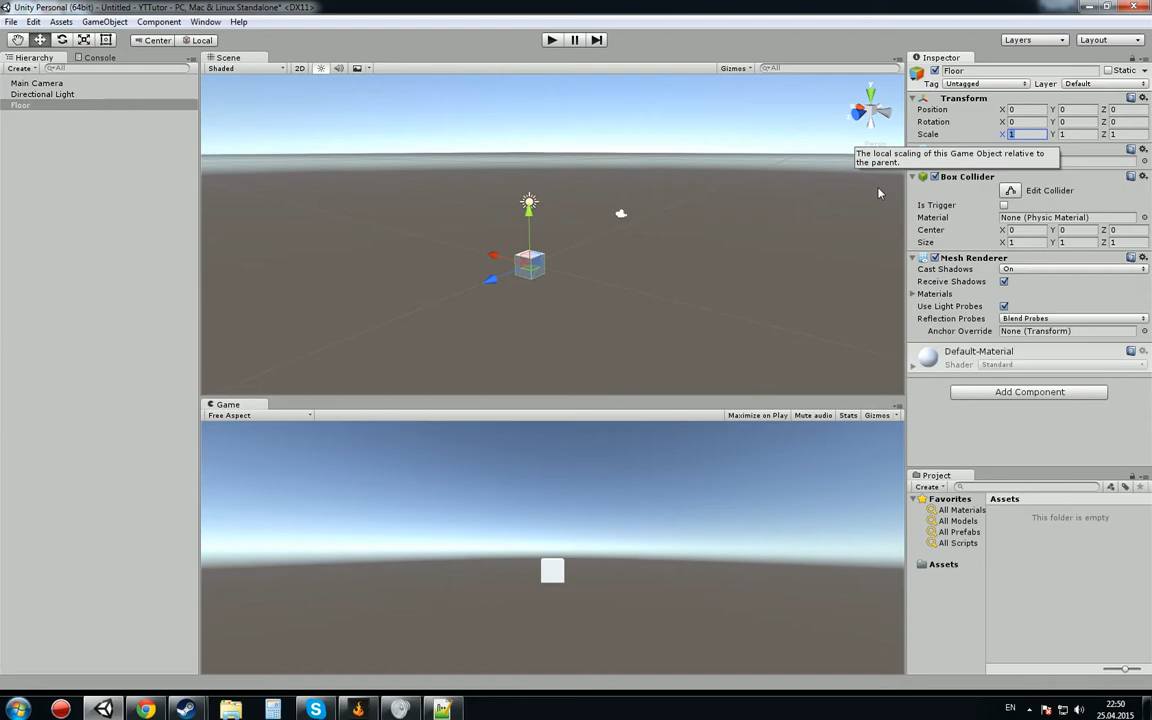 Unity Personal (64bit) - Untitled - YTTutor - PC, Mac & Linux Standalone* <DX11>
File Edit Assets GameObject Component Window Help
Center Local Layers Layout
Hierarchy Console Scene Inspector
Create All Shaded 2D Gizmos All Floor Static
Main Camera Tag Untagged Layer Default
Directional Light Transform
Floor Position X 0 Y 0 Z 0
Rotation X 0 Y 0 Z 0
Scale X 1 Y 1 Z 1
Persp
The local scaling of this Game Object relative to
the parent.
Box Collider
Edit Collider
Is Trigger
Material None (Physic Material)
Center X 0 Y 0 Z 0
Size X 1 Y 1 Z 1
Mesh Renderer
Cast Shadows On
Receive Shadows
Materials
Use Light Probes
Reflection Probes Blend Probes
Anchor Override None (Transform)
Default-Material
Shader Standard
Add Component
Game
Free Aspect Maximize on Play Mute audio Stats Gizmos
Project
Create
Favorites Assets
All Materials This folder is empty
All Models
All Prefabs
All Scripts
Assets
EN 22:50
25.04.2015